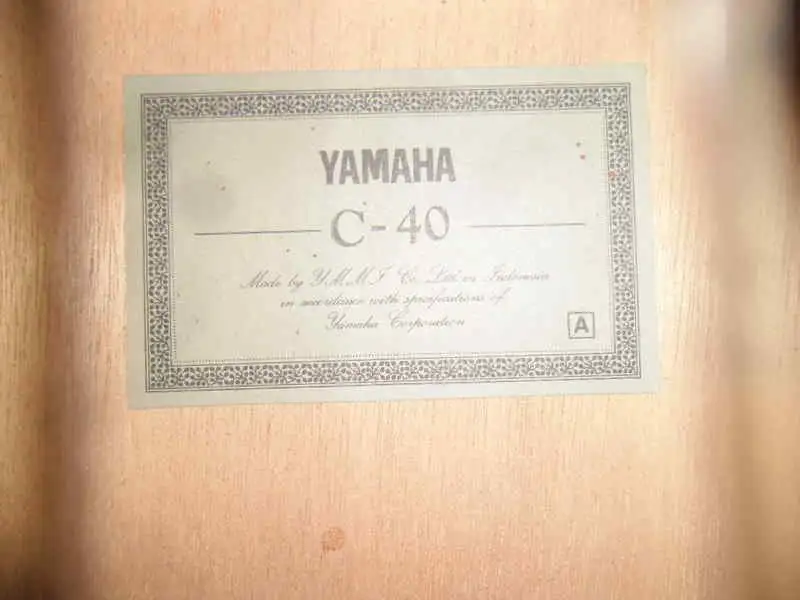 YAMAHA
C-40
Made by Y.M.M.I Co. Ltd. in Indonesia
in accordance with specifications of
Yamaha Corporation
A